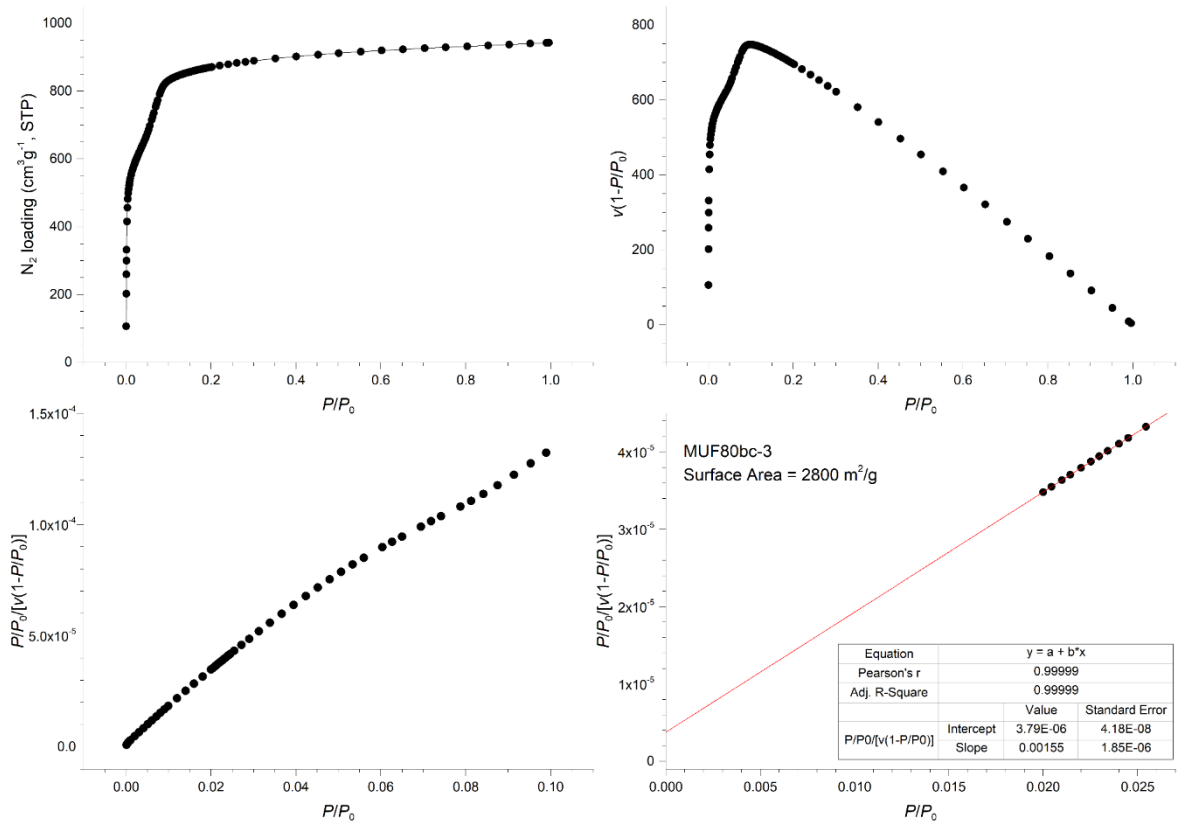 1000
800
600
400
200
0
N₂ loading (cm³g⁻¹, STP)
0.0 0.2 0.4 0.6 0.8 1.0
P/P₀
800
600
400
200
0
v(1-P/P₀)
0.0 0.2 0.4 0.6 0.8 1.0
P/P₀
1.5x10⁻⁴
1.0x10⁻⁴
5.0x10⁻⁵
0.0
P/P₀/[v(1-P/P₀)]
0.00 0.02 0.04 0.06 0.08 0.10
P/P₀
MUF80bc-3
Surface Area = 2800 m²/g
4x10⁻⁵
3x10⁻⁵
2x10⁻⁵
1x10⁻⁵
P/P₀/[v(1-P/P₀)]
Equation y = a + b*x
Pearson's r 0.99999
Adj. R-Square 0.99999
Value Standard Error
P/P0/[v(1-P/P0)] Intercept 3.79E-06 4.18E-08
Slope 0.00155 1.85E-06
0.000 0.005 0.010 0.015 0.020 0.025
P/P₀